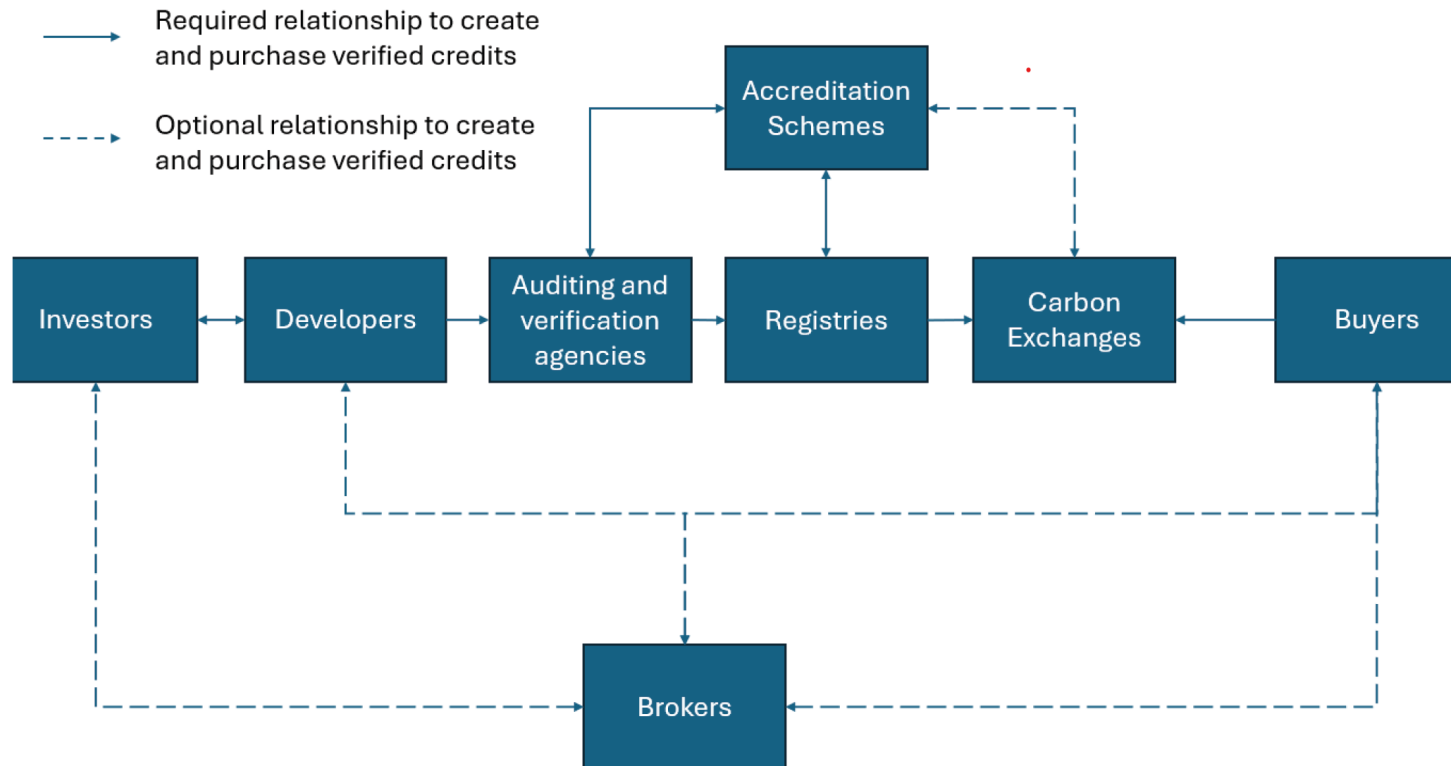 Required relationship to create
and purchase verified credits
Optional relationship to create
and purchase verified credits
Accreditation
Schemes
Investors
Developers
Auditing and
verification
agencies
Registries
Carbon
Exchanges
Buyers
Brokers